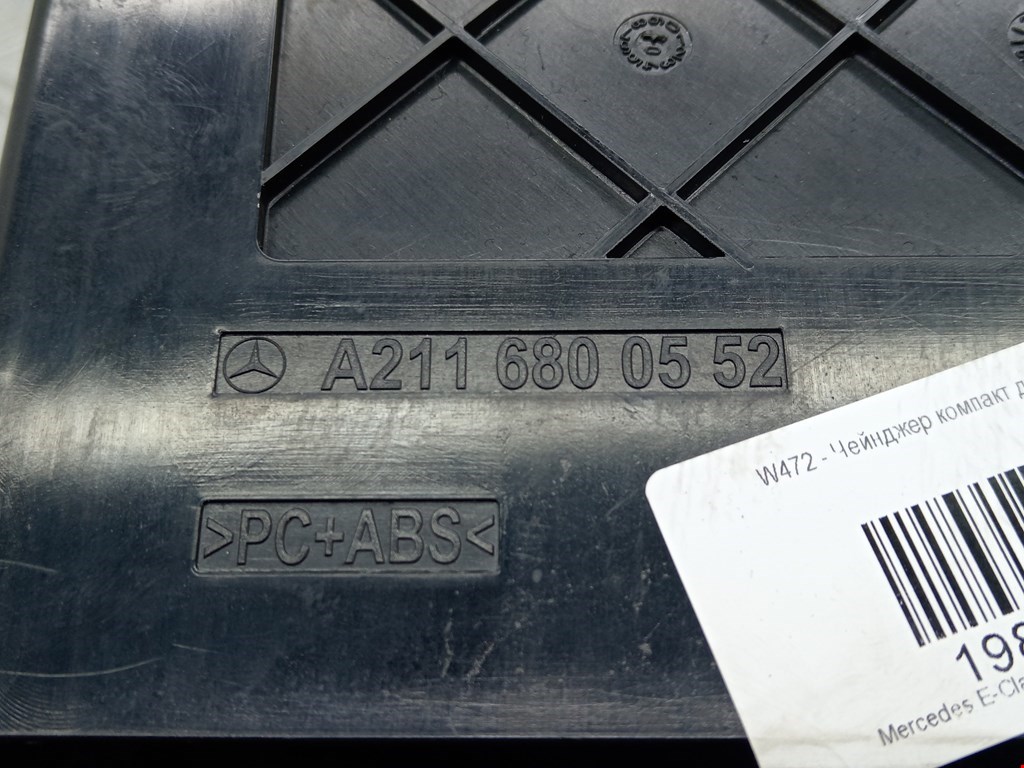 A211 680 05 52
>PC+ABS<
W472 - Чейнджер компакт
198
Mercedes E-Cla